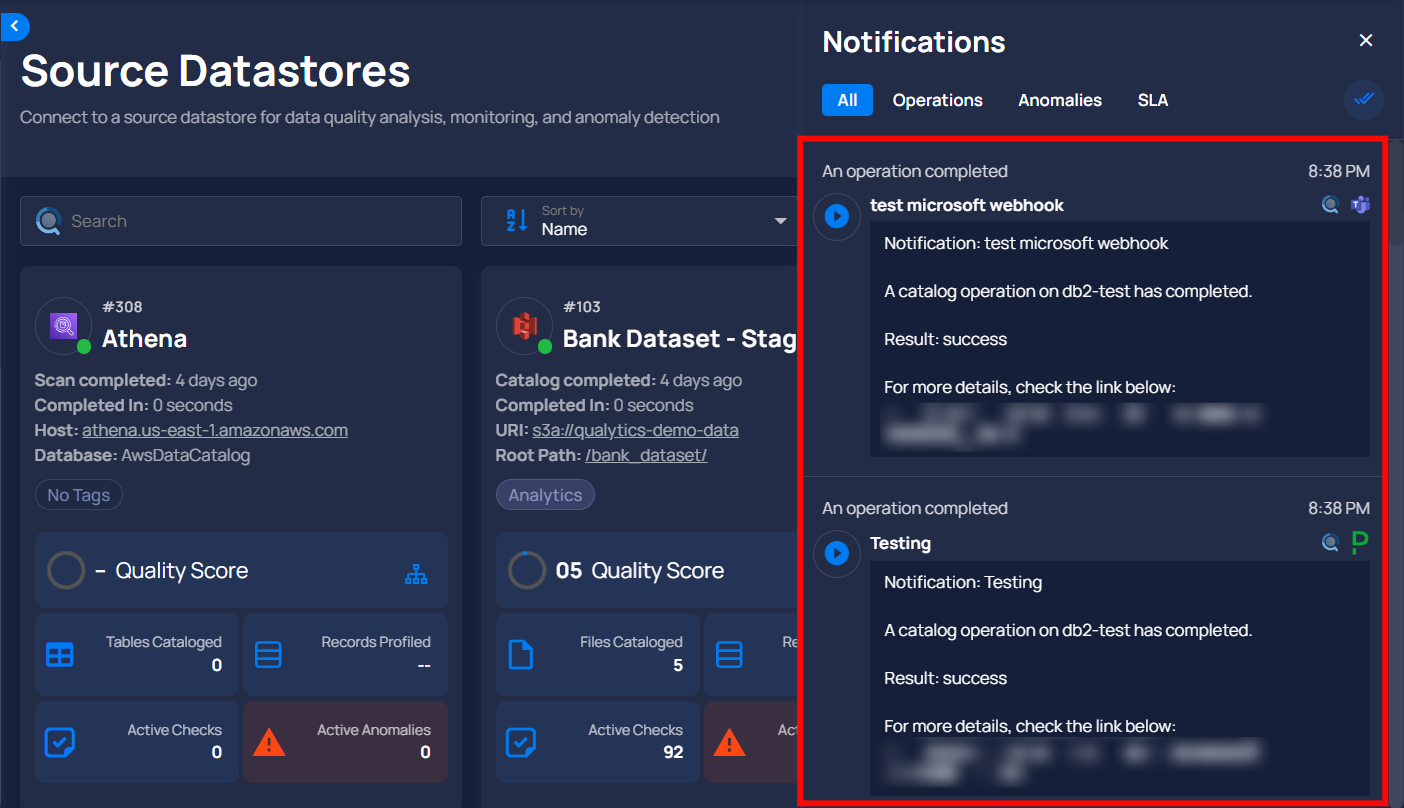 Source Datastores
Connect to a source datastore for data quality analysis, monitoring, and anomaly detection
Search
Sort by
Name
#308
Athena
Scan completed: 4 days ago
Completed In: 0 seconds
Host: athena.us-east-1.amazonaws.com
Database: AwsDataCatalog
No Tags
– Quality Score
Tables Cataloged
0
Records Profiled
--
Active Checks
0
Active Anomalies
0
#103
Bank Dataset - Stag
Catalog completed: 4 days ago
Completed In: 0 seconds
URI: s3a://qualytics-demo-data
Root Path: /bank_dataset/
Analytics
05 Quality Score
Files Cataloged
5
Re
Active Checks
92
Act
Notifications
All Operations Anomalies SLA
An operation completed 8:38 PM
test microsoft webhook
Notification: test microsoft webhook
A catalog operation on db2-test has completed.
Result: success
For more details, check the link below:
An operation completed 8:38 PM
Testing
Notification: Testing
A catalog operation on db2-test has completed.
Result: success
For more details, check the link below: